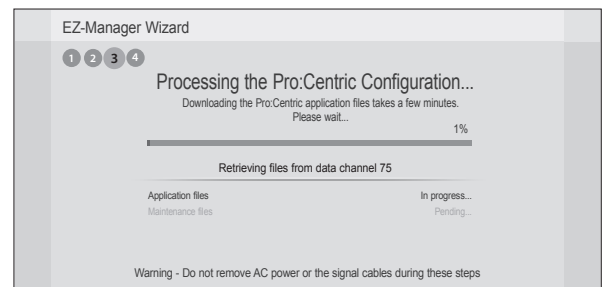 EZ-Manager Wizard
1 2 3 4
Processing the Pro:Centric Configuration...
Downloading the Pro:Centric application files takes a few minutes.
Please wait...
1%
Retrieving files from data channel 75
Application files In progress...
Maintenance files Pending...
Warning - Do not remove AC power or the signal cables during these steps